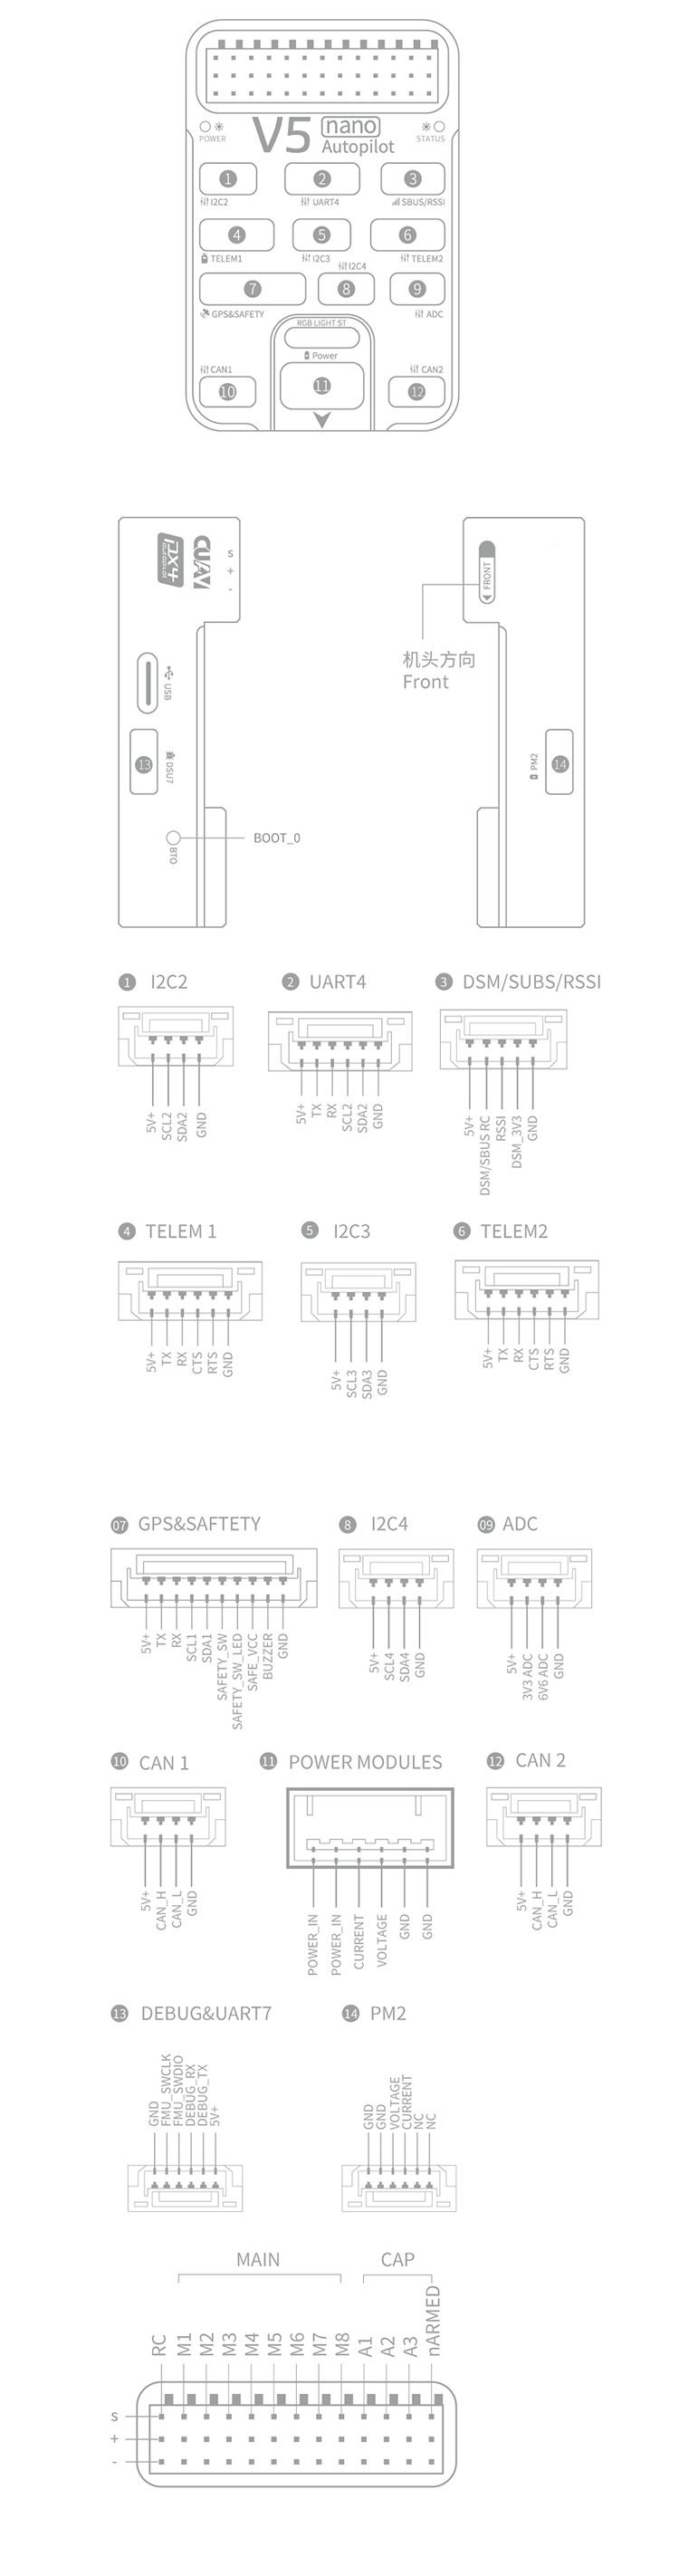 V5 nano
Autopilot
POWER
STATUS
1
2
3
I2C2
UART4
SBUS/RSSI
4
5
6
TELEM1
I2C3
TELEM2
I2C4
7
8
9
GPS&SAFETY
ADC
RGB LIGHT ST
Power
CAN1
CAN2
10
11
12
PX4
autopilot
CUAV
S
+
-
USB
13
DSU7
BTO
BOOT_0
FRONT
机头方向
Front
PM2
14
1 I2C2
5V+
SCL2
SDA2
GND
2 UART4
5V+
TX
RX
SCL2
SDA2
GND
3 DSM/SUBS/RSSI
5V+
DSM/SBUS RC
RSSI
DSM_3V3
GND
4 TELEM 1
5V+
TX
RX
CTS
RTS
GND
5 I2C3
5V+
SCL3
SDA3
GND
6 TELEM2
5V+
TX
RX
CTS
RTS
GND
07 GPS&SAFTETY
5V+
TX
RX
SCL1
SDA1
SAFETY_SW
SAFETY_SW_LED
SAFE_VCC
BUZZER
GND
8 I2C4
5V+
SCL4
SDA4
GND
09 ADC
5V+
3V3 ADC
6V6 ADC
GND
10 CAN 1
5V+
CAN_H
CAN_L
GND
11 POWER MODULES
POWER_IN
POWER_IN
CURRENT
VOLTAGE
GND
GND
12 CAN 2
5V+
CAN_H
CAN_L
GND
13 DEBUG&UART7
GND
FMU_SWCLK
FMU_SWDIO
DEBUG_RX
DEBUG_TX
5V+
14 PM2
GND
GND
VOLTAGE
CURRENT
NC
NC
MAIN
CAP
RC
M1
M2
M3
M4
M5
M6
M7
M8
A1
A2
A3
nARMED
S
+
-